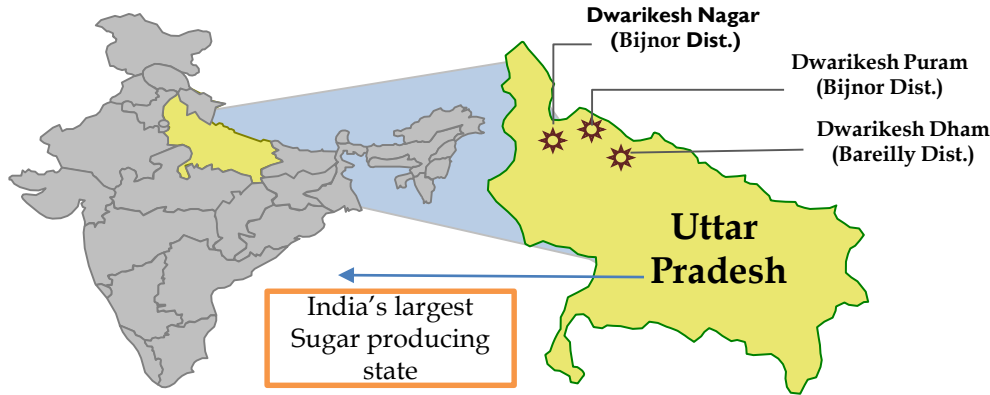 Dwarikesh Nagar
(Bijnor Dist.)
Dwarikesh Puram
(Bijnor Dist.)
Dwarikesh Dham
(Bareilly Dist.)
Uttar
Pradesh
India’s largest
Sugar producing
state